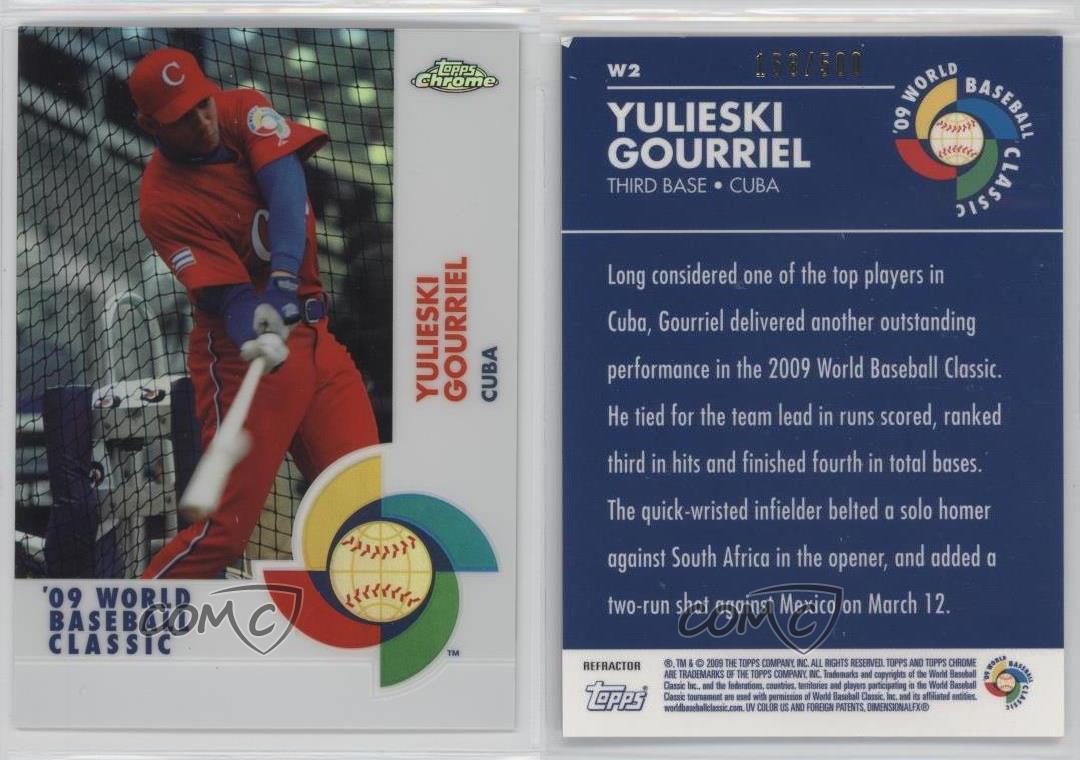 Topps
Chrome
C
C
YULIESKI
GOURRIEL
CUBA
'09 WORLD
BASEBALL
CLASSIC
TM
COMC
W2
YULIESKI
GOURRIEL
THIRD BASE • CUBA
'09 WORLD BASEBALL CLASSIC
Long considered one of the top players in
Cuba, Gourriel delivered another outstanding
performance in the 2009 World Baseball Classic.
He tied for the team lead in runs scored, ranked
third in hits and finished fourth in total bases.
The quick-wristed infielder belted a solo homer
against South Africa in the opener, and added a
two-run shot against Mexico on March 12.
COMC
REFRACTOR
Topps
®, TM & © 2009 THE TOPPS COMPANY, INC. ALL RIGHTS RESERVED. TOPPS AND TOPPS CHROME
ARE TRADEMARKS OF THE TOPPS COMPANY, INC. Trademarks and copyrights of the World Baseball
Classic Inc., and the federations, countries, territories and players participating in the World Baseball
Classic tournament are used with permission of World Baseball Classic, Inc. and its affiliated entities.
worldbaseballclassic.com. UV COLOR US AND FOREIGN PATENTS, DIMENSIONALFX®
'09 WORLD BASEBALL CLASSIC